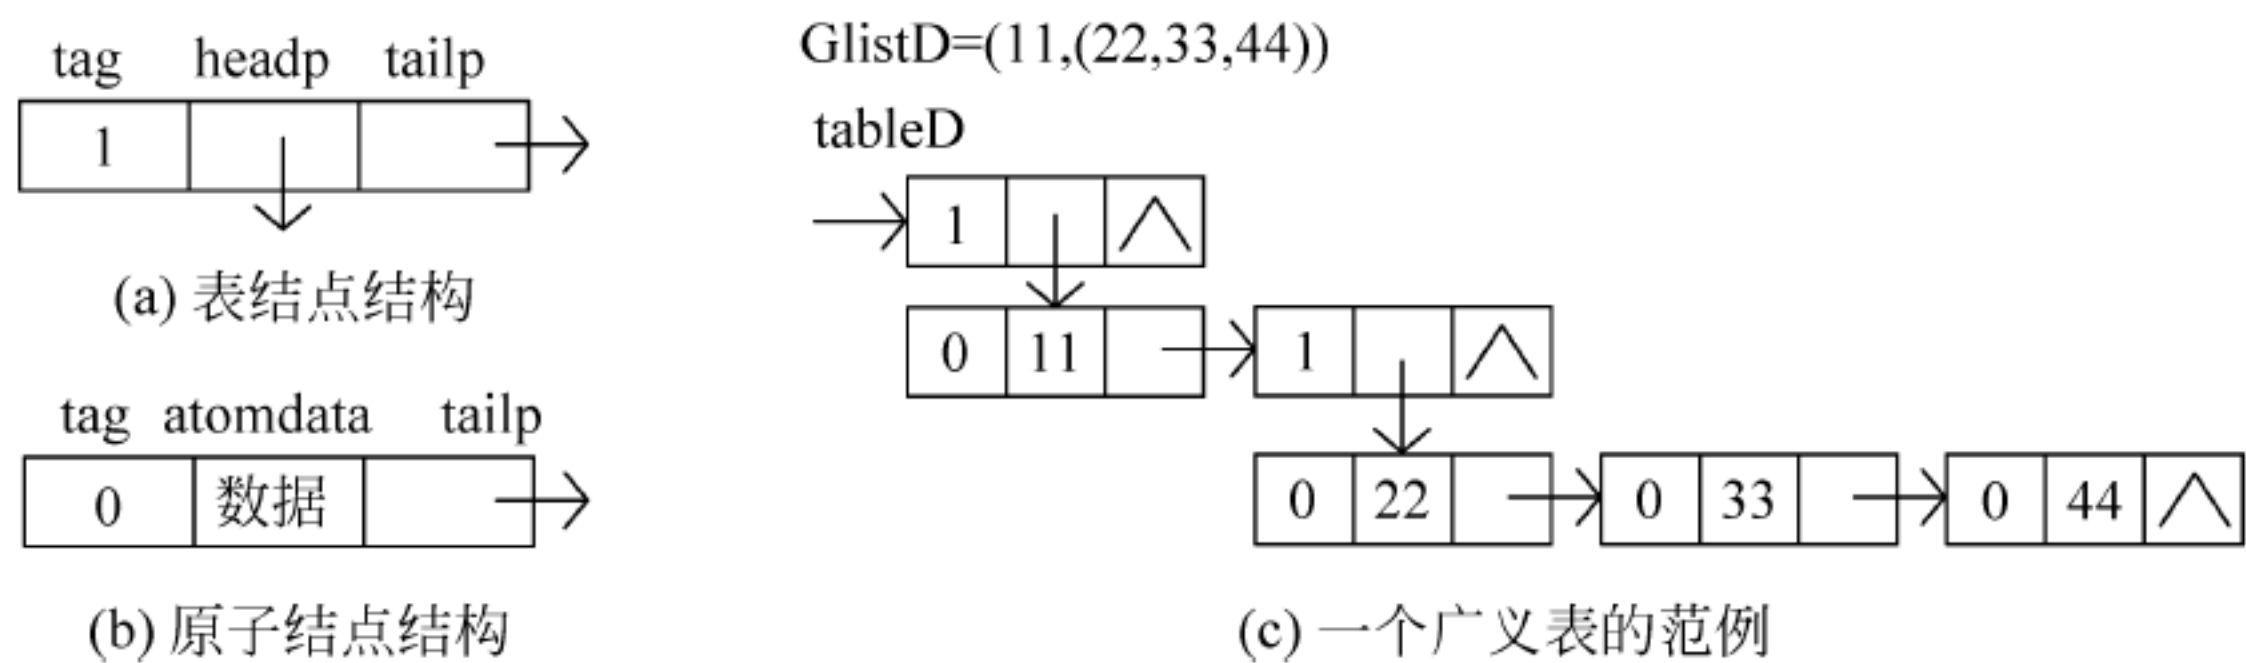 tag headp tailp
1
(a) 表结点结构
tag atomdata tailp
0 数据
(b) 原子结点结构
GlistD=(11,(22,33,44))
tableD
1 ∧
0 11 1 ∧
0 22 0 33 0 44 ∧
(c) 一个广义表的范例